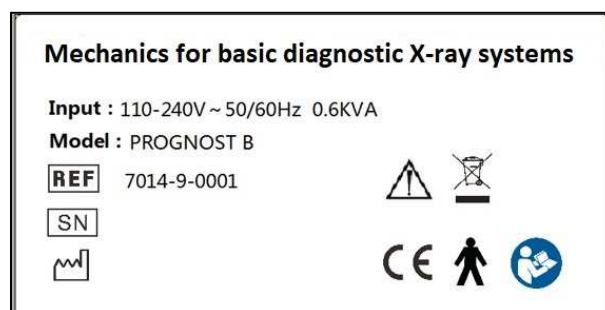 Mechanics for basic diagnostic X-ray systems
Input : 110-240V ~ 50/60Hz 0.6KVA
Model : PROGNOST B
REF 7014-9-0001
SN
CE